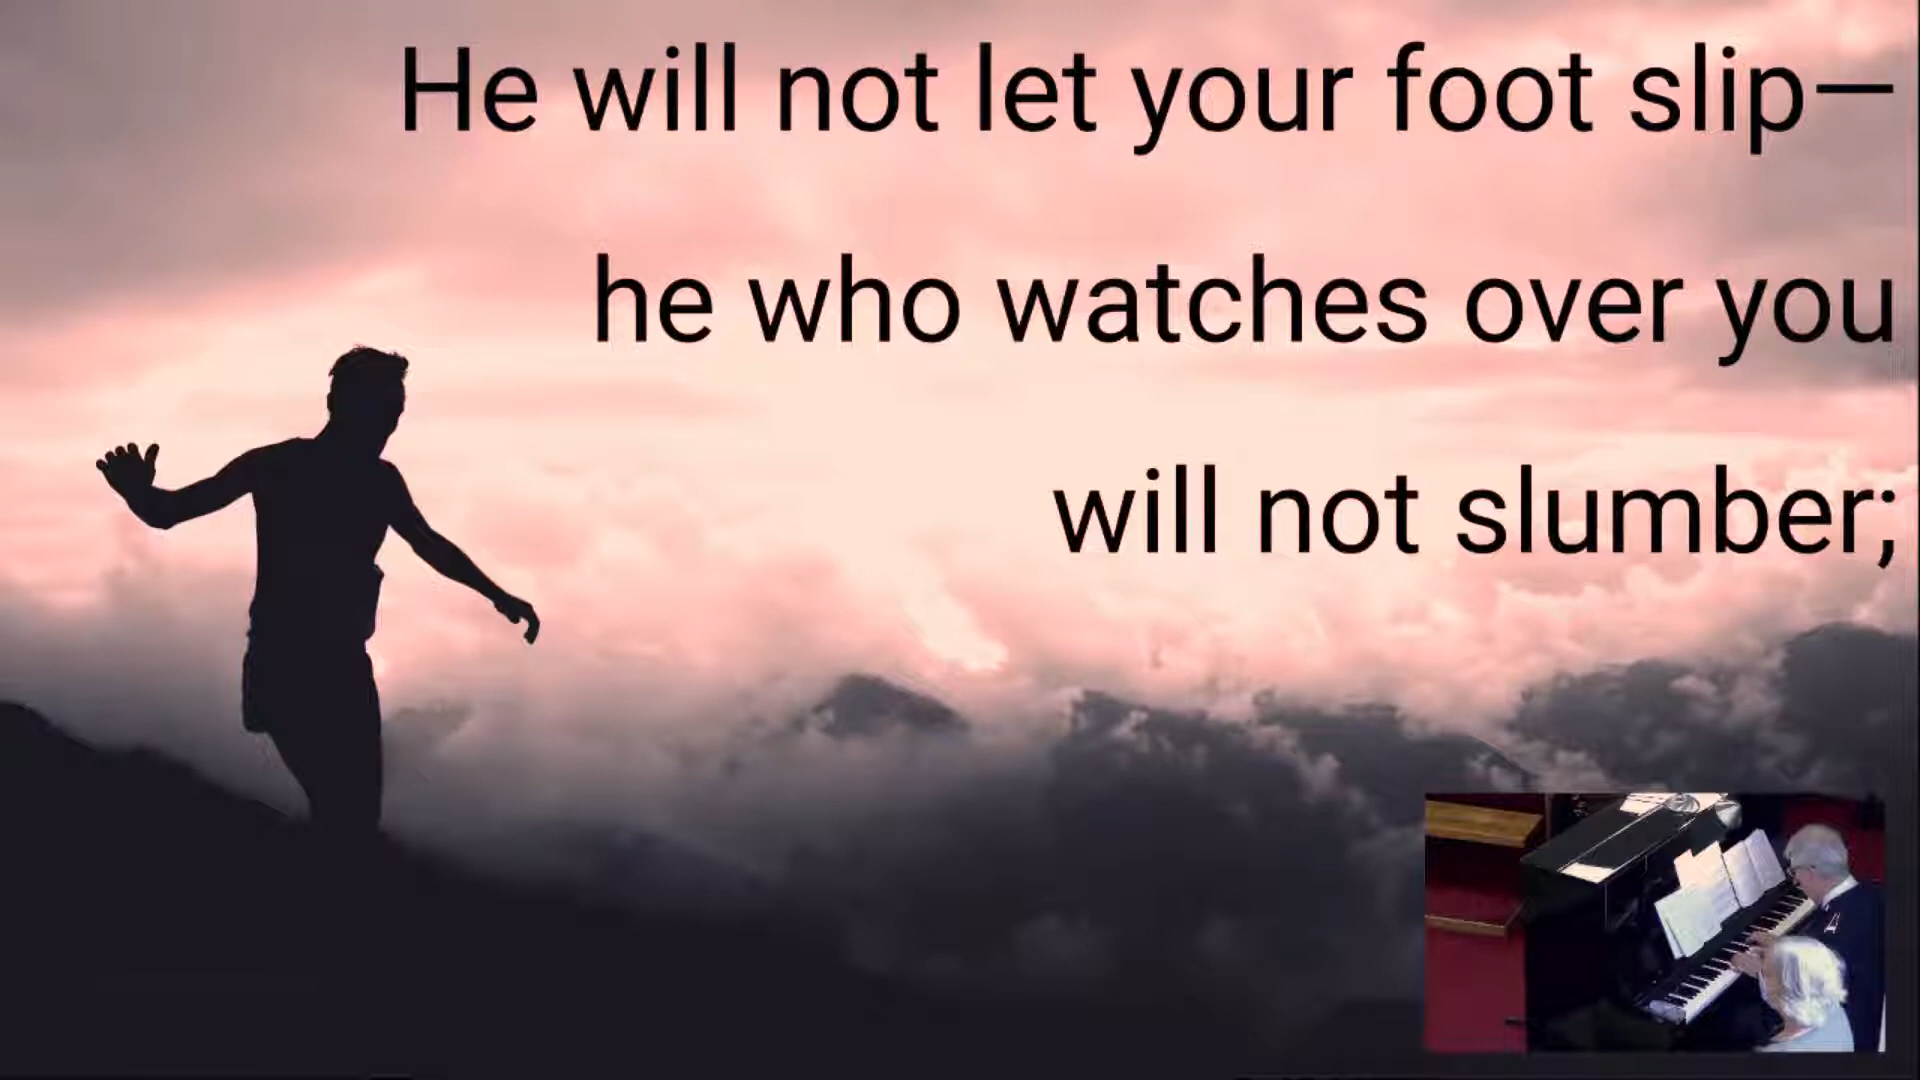 He will not let your foot slip—
he who watches over you
will not slumber;